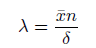 λ = x̄n / δ